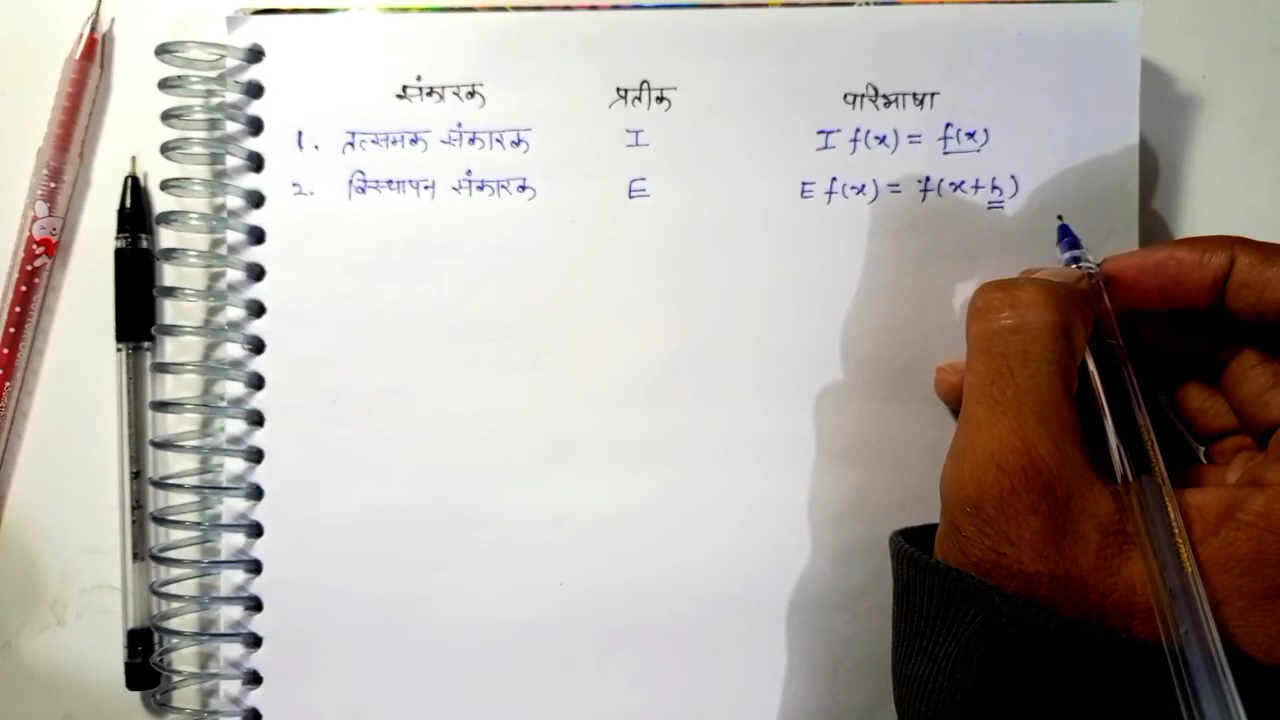 संकारक प्रतीक परिभाषा
1. तत्समक संकारक I I f(x) = f(x)
2. विस्थापन संकारक E E f(x) = f(x+h)